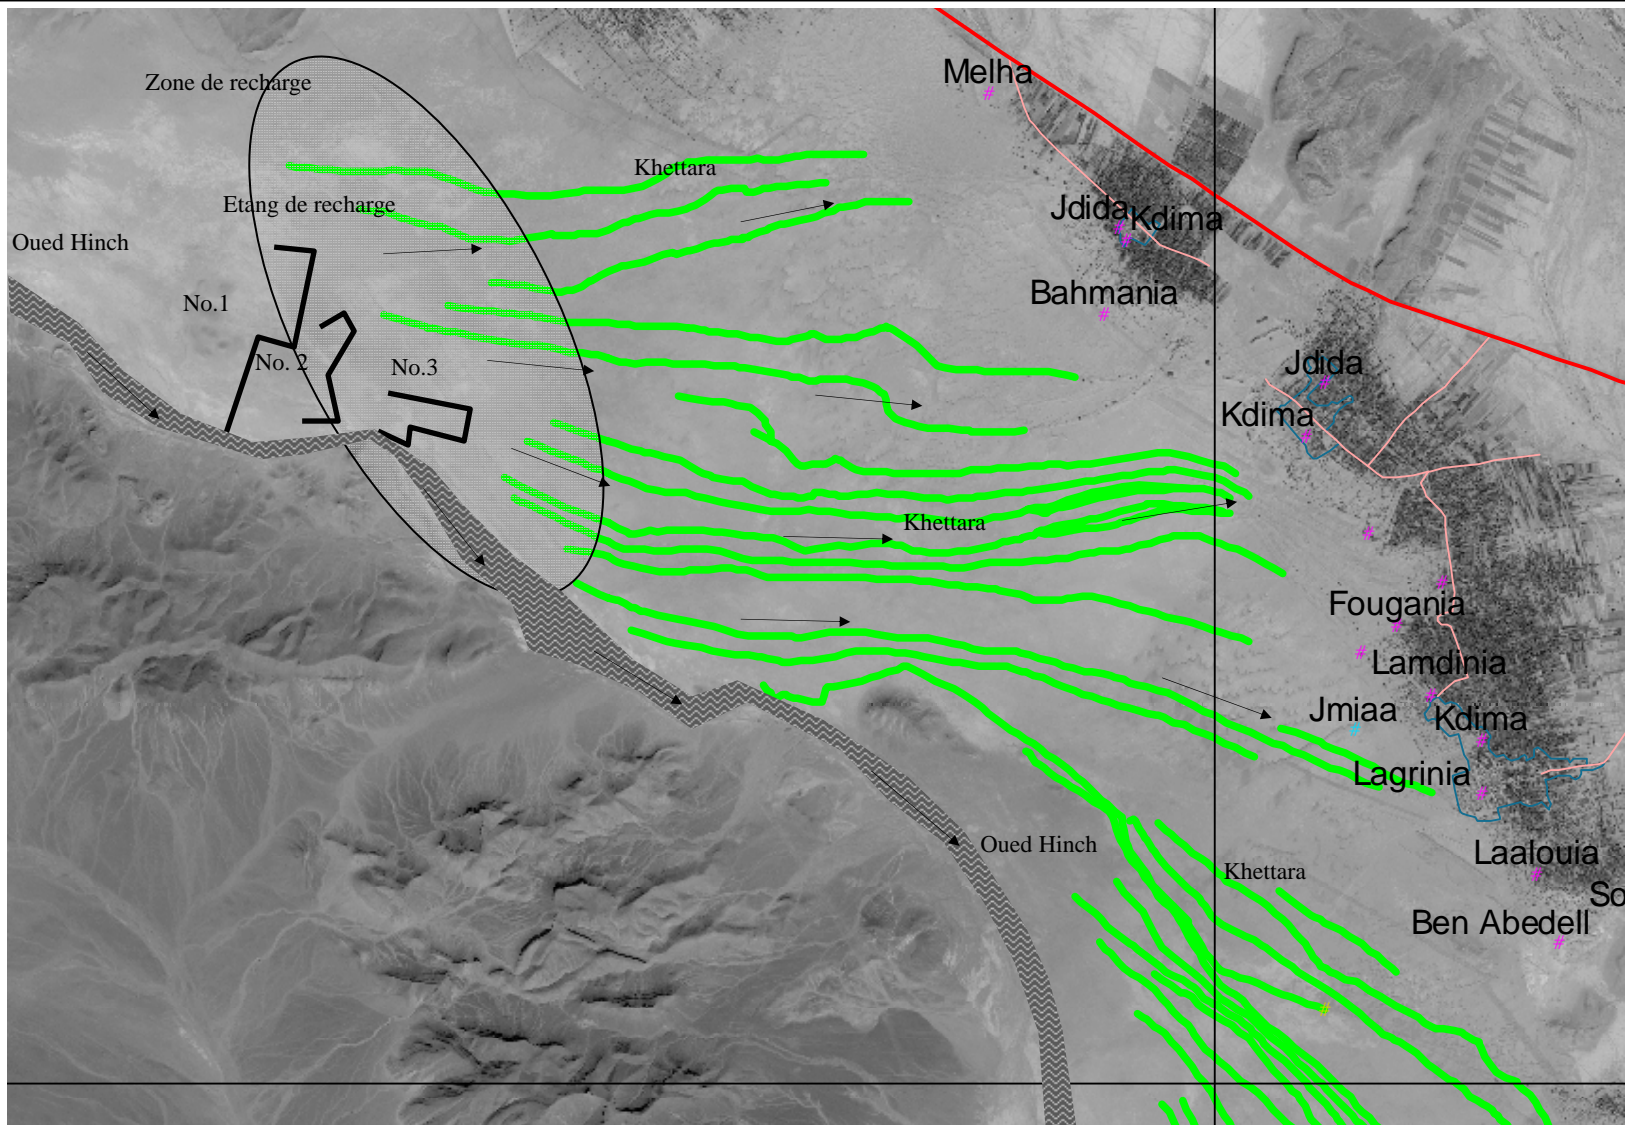 Melha
Zone de recharge
Khettara
Etang de recharge
Jdida
Kdima
Oued Hinch
Bahmania
No.1
No. 2
No.3
Jdida
Kdima
Khettara
Fougania
Lamdinia
Jmiaa
Kdima
Lagrinia
Oued Hinch
Laalouia
Khettara
So
Ben Abedell